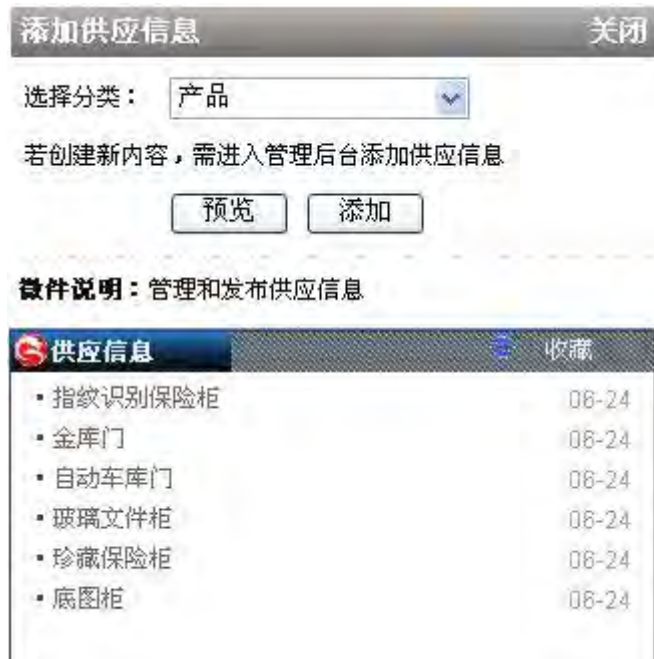 添加供应信息 关闭
选择分类： 产品
若创建新内容，需进入管理后台添加供应信息
预览 添加
微件说明：管理和发布供应信息
供应信息 收藏
▪ 指纹识别保险柜 06-24
▪ 金库门 06-24
▪ 自动车库门 06-24
▪ 玻璃文件柜 06-24
▪ 珍藏保险柜 06-24
▪ 底图柜 06-24